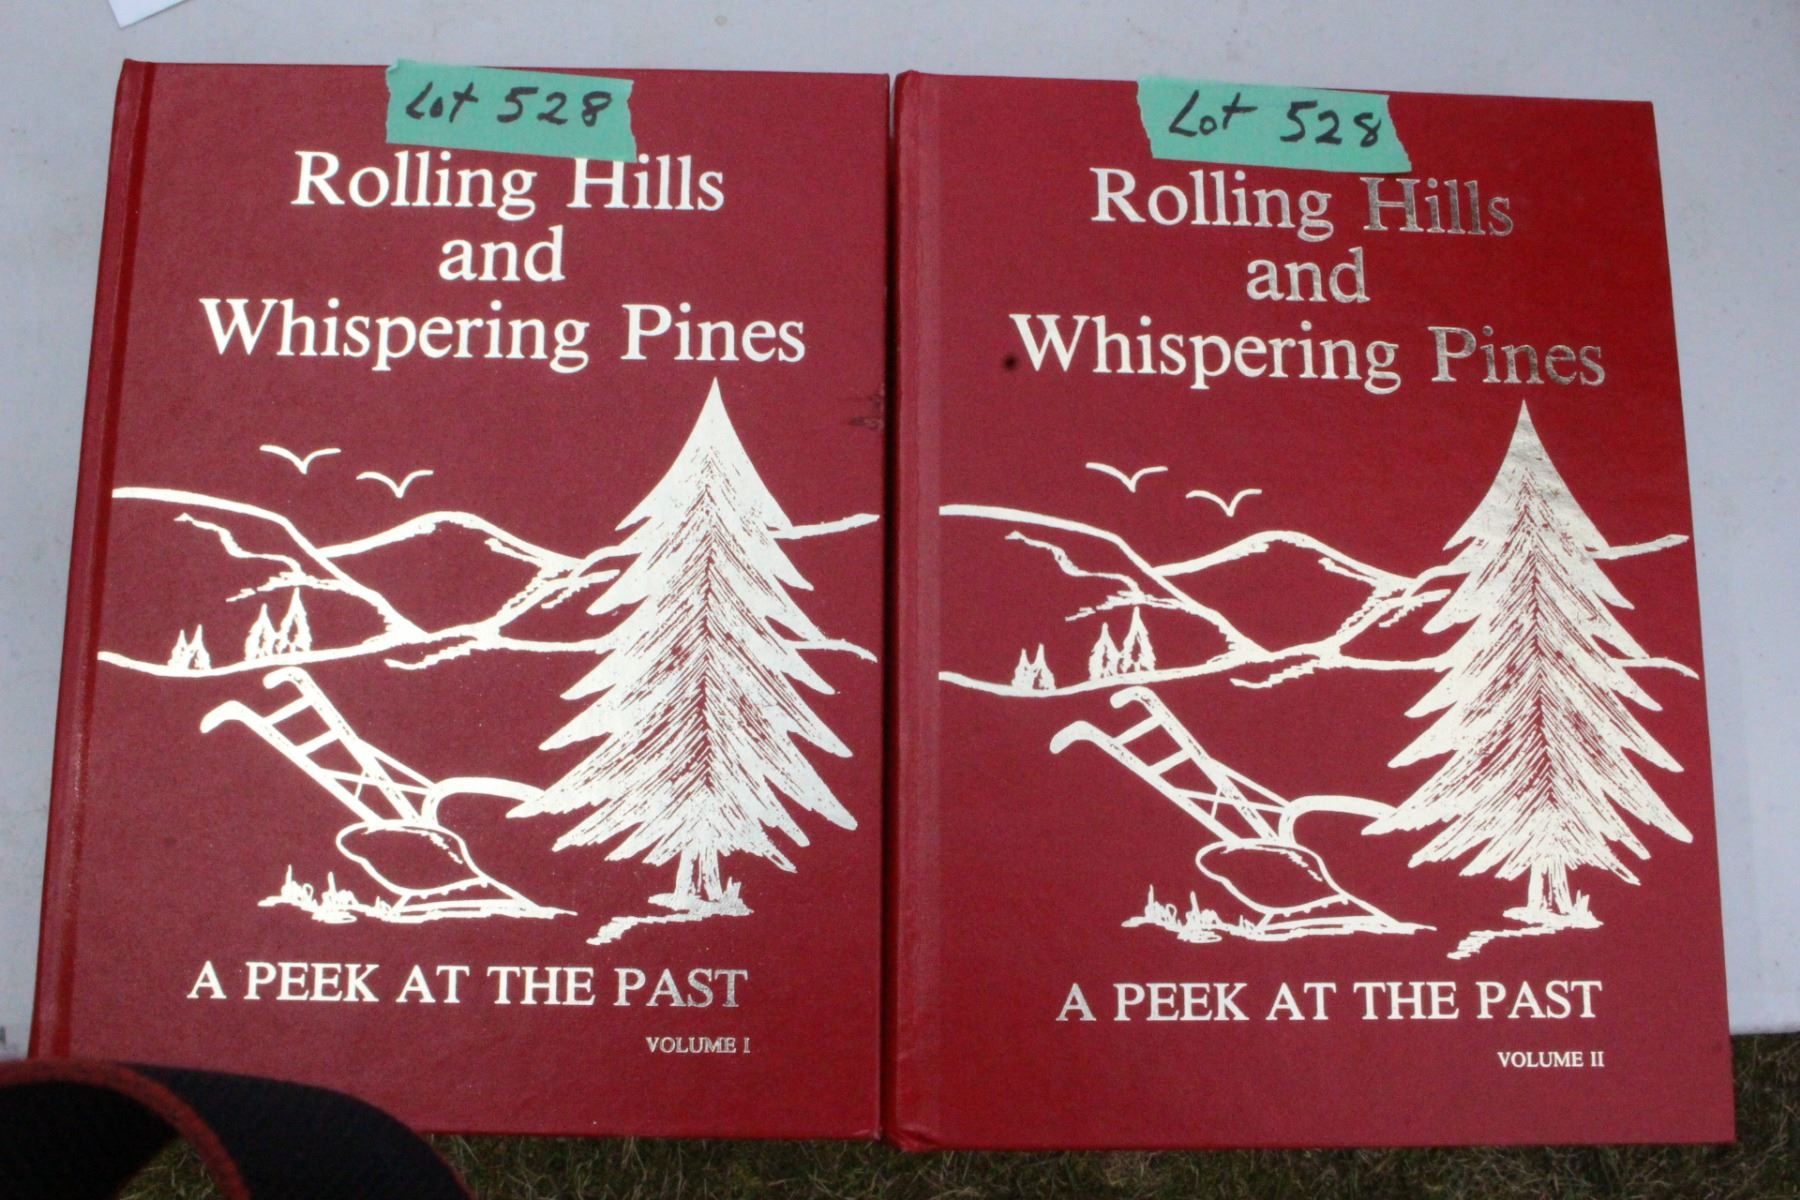 Lot 528
Rolling Hills
and
Whispering Pines
A PEEK AT THE PAST
VOLUME I
Lot 528
Rolling Hills
and
Whispering Pines
A PEEK AT THE PAST
VOLUME II